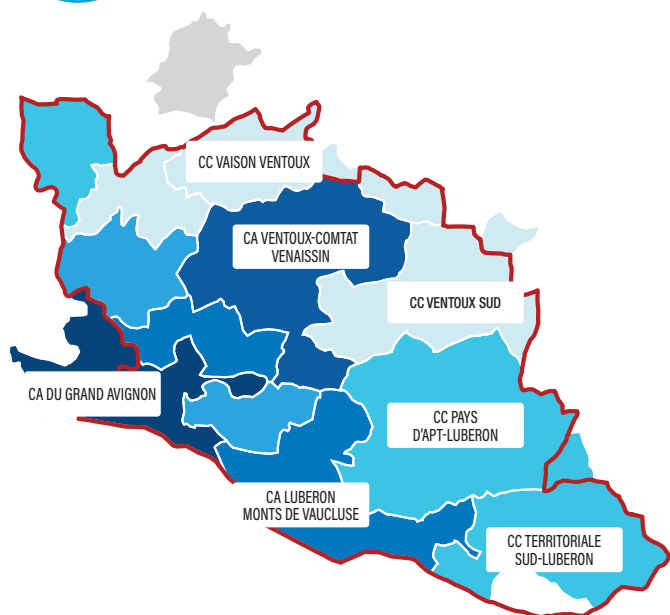 CC VAISON VENTOUX
CA VENTOUX-COMTAT
VENAISSIN
CC VENTOUX SUD
CA DU GRAND AVIGNON
CC PAYS
D'APT-LUBERON
CA LUBERON
MONTS DE VAUCLUSE
CC TERRITORIALE
SUD-LUBERON